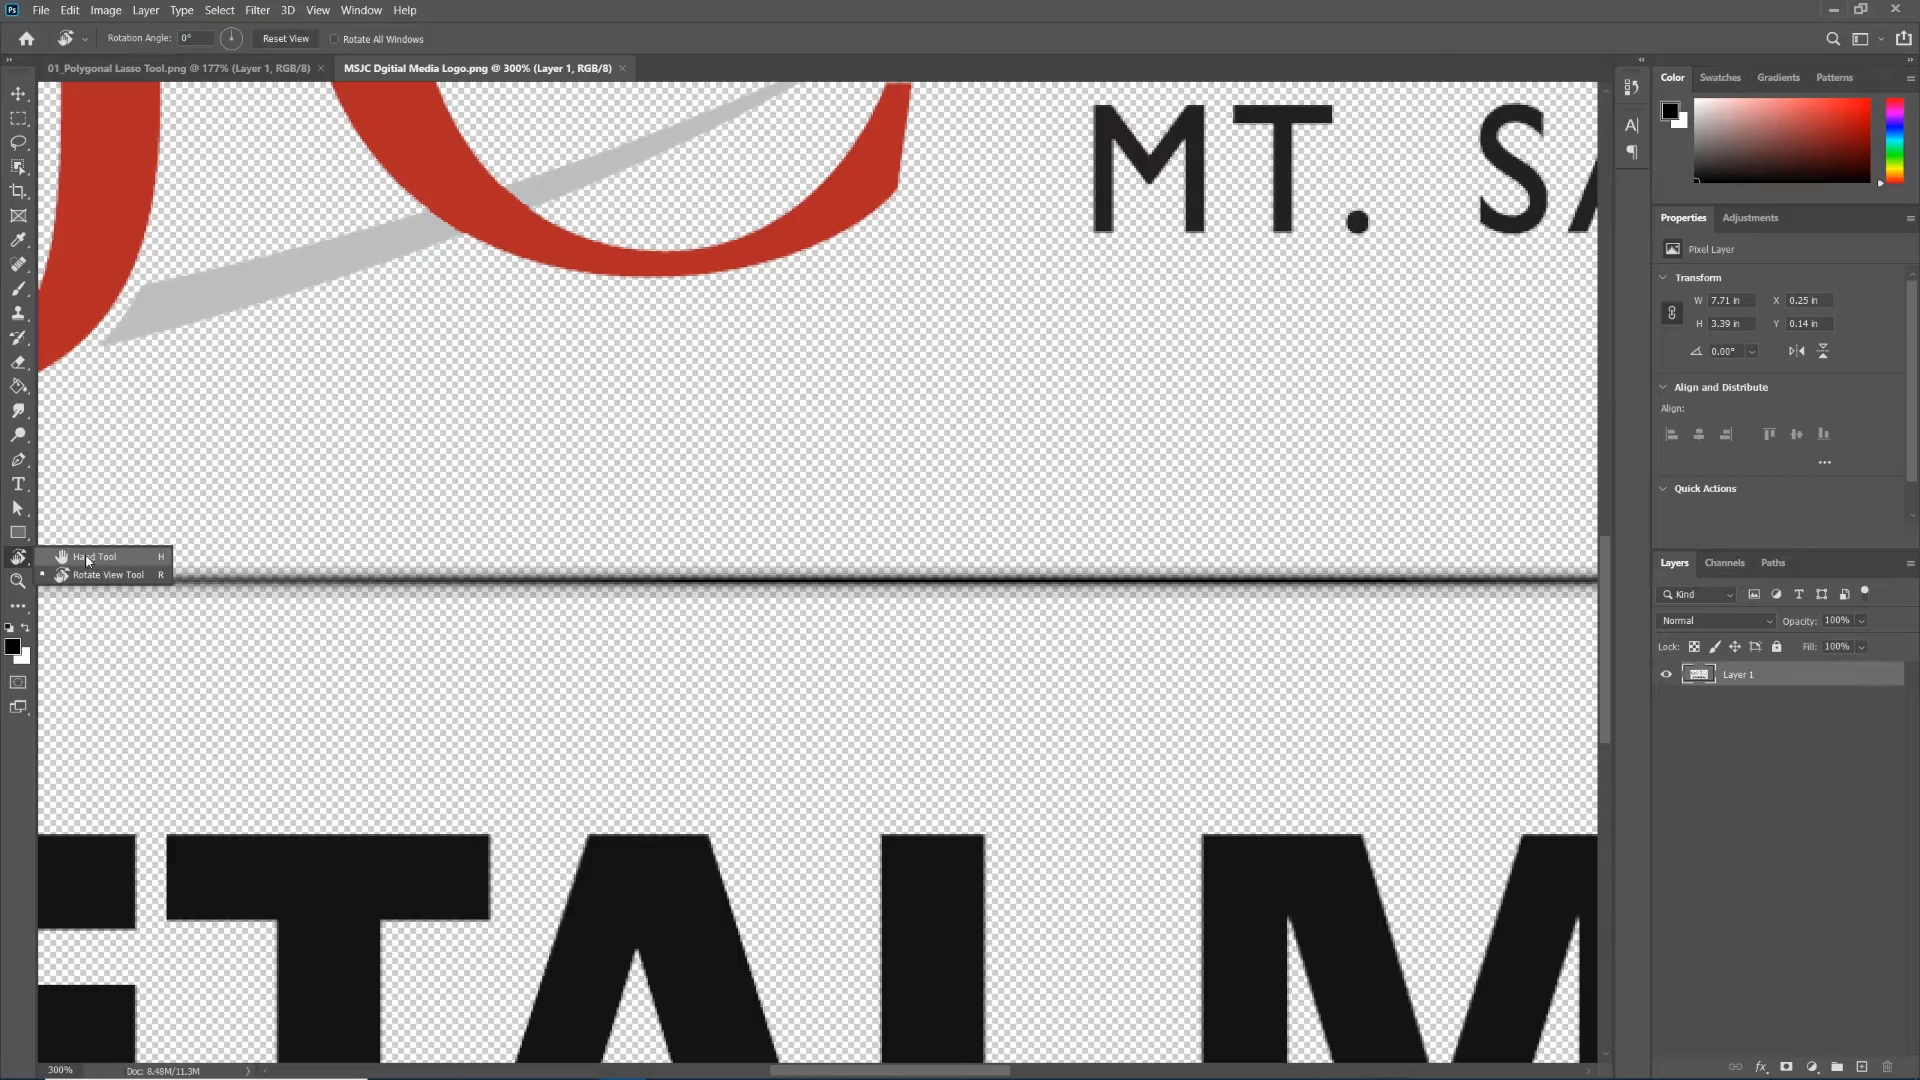 Ps File Edit Image Layer Type Select Filter 3D View Window Help
Rotation Angle: 0° Reset View Rotate All Windows
01_Polygonal Lasso Tool.png @ 177% (Layer 1, RGB/8) × MSJC Dgitial Media Logo.png @ 300% (Layer 1, RGB/8) ×
Color Swatches Gradients Patterns
MT. SA
Properties Adjustments
Pixel Layer
Transform
W 7.71 in X 0.25 in
H 3.39 in Y 0.14 in
0.00°
Align and Distribute
Align:
Quick Actions
Hand Tool H
Rotate View Tool R
Layers Channels Paths
Kind
Normal Opacity: 100%
Lock: Fill: 100%
Layer 1
TAL M
300% Doc: 8.48M/11.3M